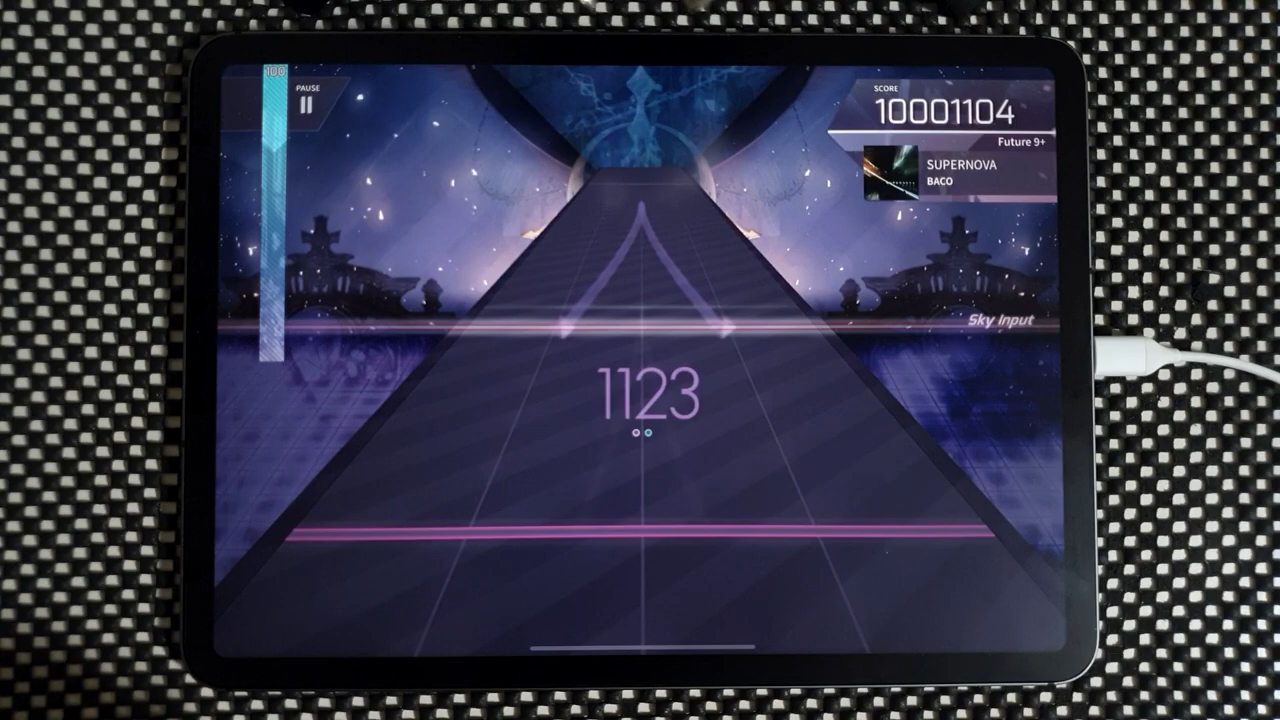 100
PAUSE
SCORE
10001104
Future 9+
SUPERNOVA
BACO
Sky Input
1123